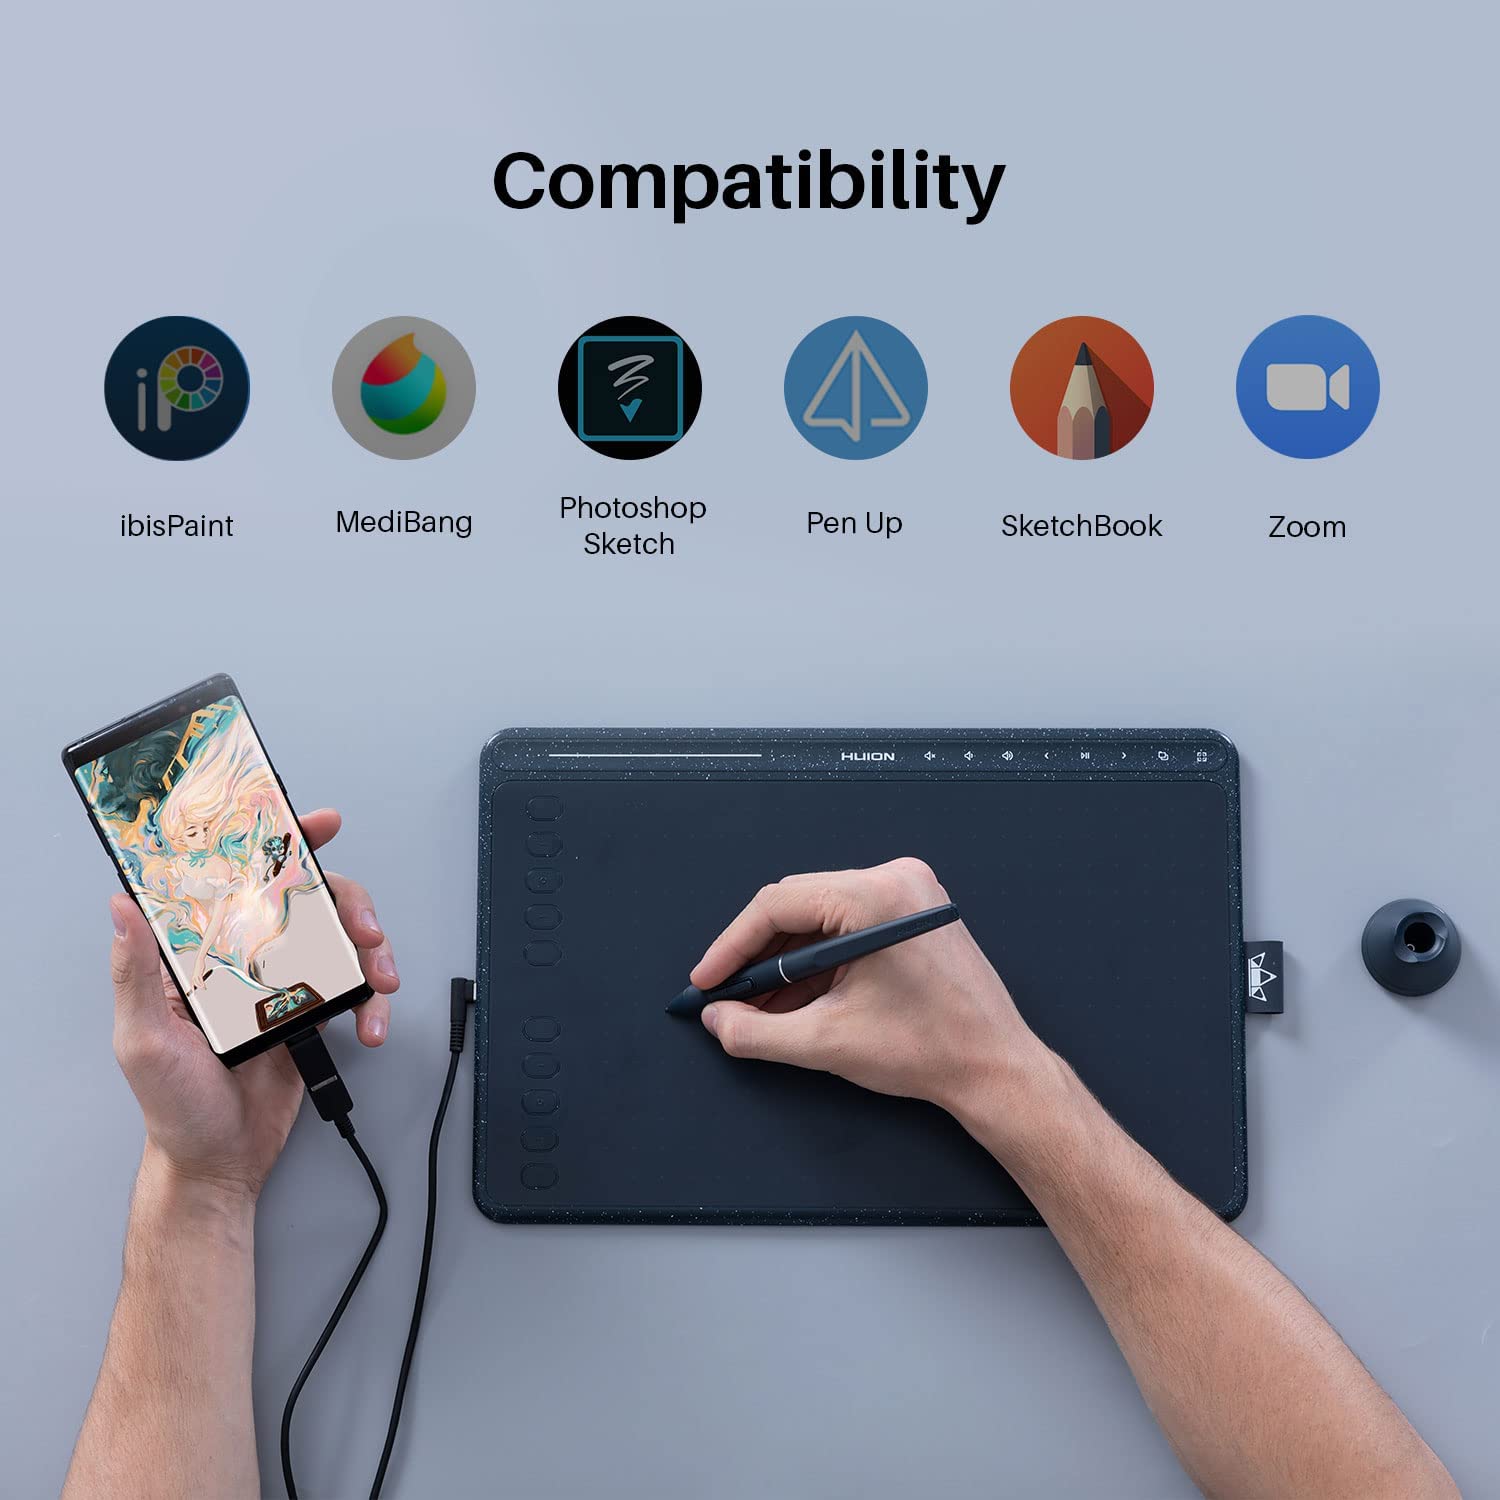 Compatibility
ibisPaint
MediBang
Photoshop
Sketch
Pen Up
SketchBook
Zoom
HUION